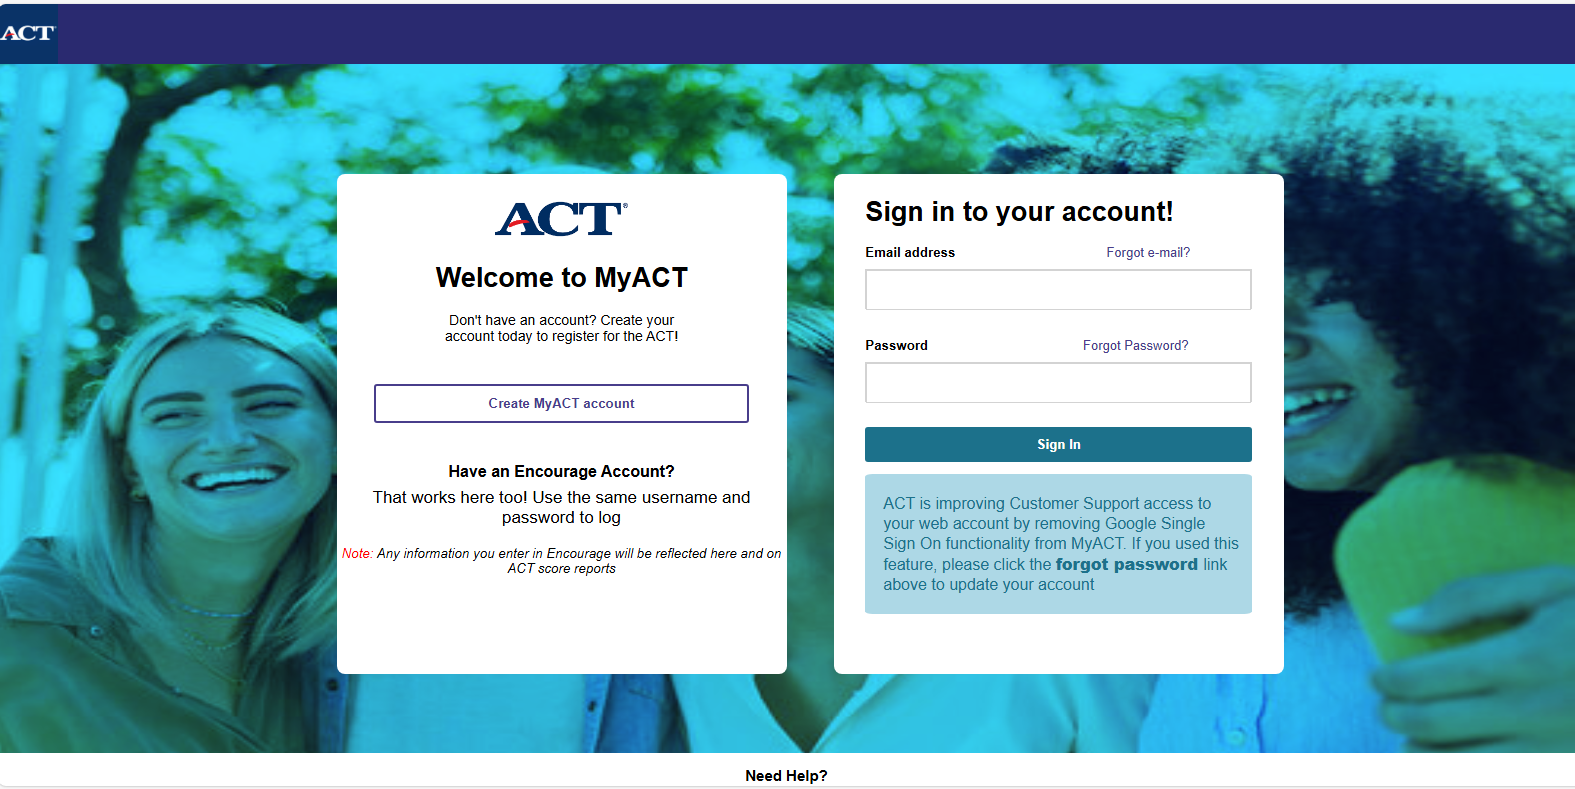 ACT
ACT®
Welcome to MyACT
Don't have an account? Create your
account today to register for the ACT!
Create MyACT account
Have an Encourage Account?
That works here too! Use the same username and
password to log
Note: Any information you enter in Encourage will be reflected here and on
ACT score reports
Sign in to your account!
Email address Forgot e-mail?
Password Forgot Password?
Sign In
ACT is improving Customer Support access to
your web account by removing Google Single
Sign On functionality from MyACT. If you used this
feature, please click the forgot password link
above to update your account
Need Help?